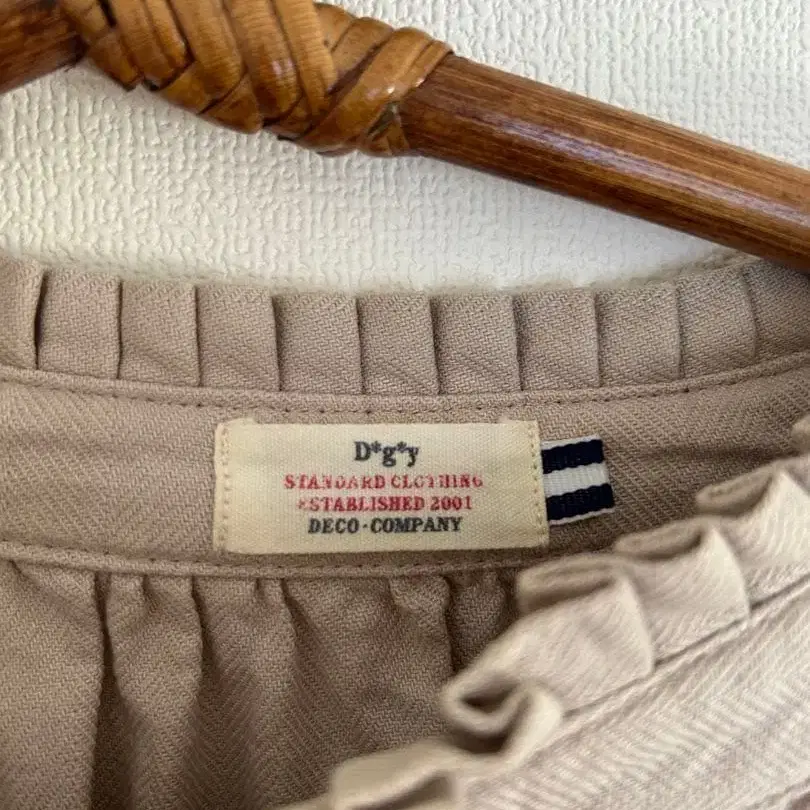 D*g*y
STANDARD CLOTHING
ESTABLISHED 2001
DECO·COMPANY